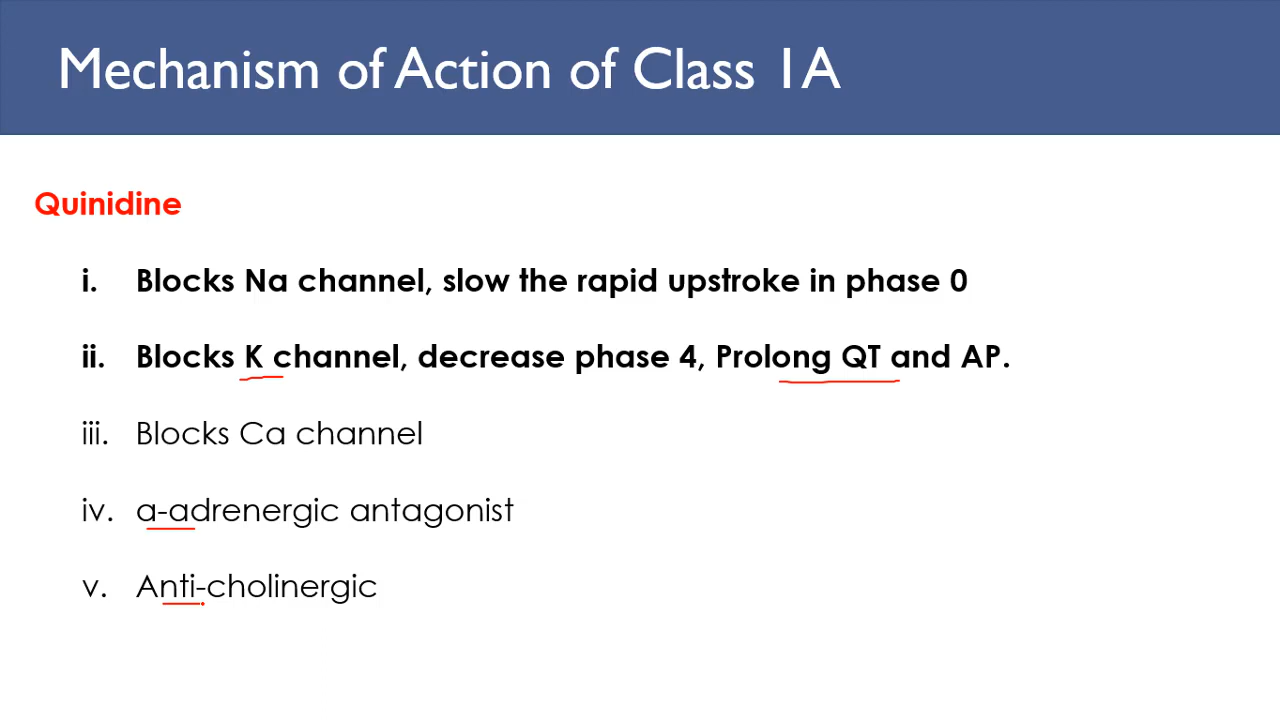 Mechanism of Action of Class 1A
Quinidine
i. Blocks Na channel, slow the rapid upstroke in phase 0
ii. Blocks K channel, decrease phase 4, Prolong QT and AP.
iii. Blocks Ca channel
iv. a-adrenergic antagonist
v. Anti-cholinergic